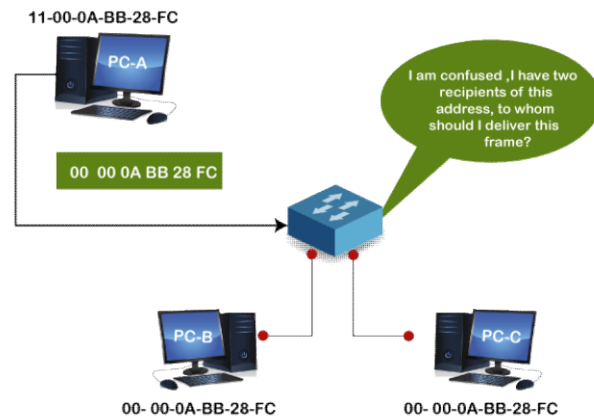 11-00-0A-BB-28-FC
PC-A
I am confused ,I have two
recipients of this
address, to whom
should I deliver this
frame?
00 00 0A BB 28 FC
PC-B
PC-C
00- 00-0A-BB-28-FC
00- 00-0A-BB-28-FC